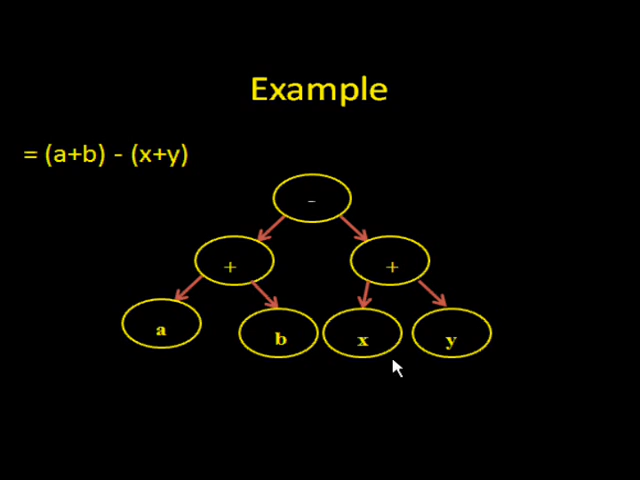 Example
= (a+b) - (x+y)
-
+ +
a b x y